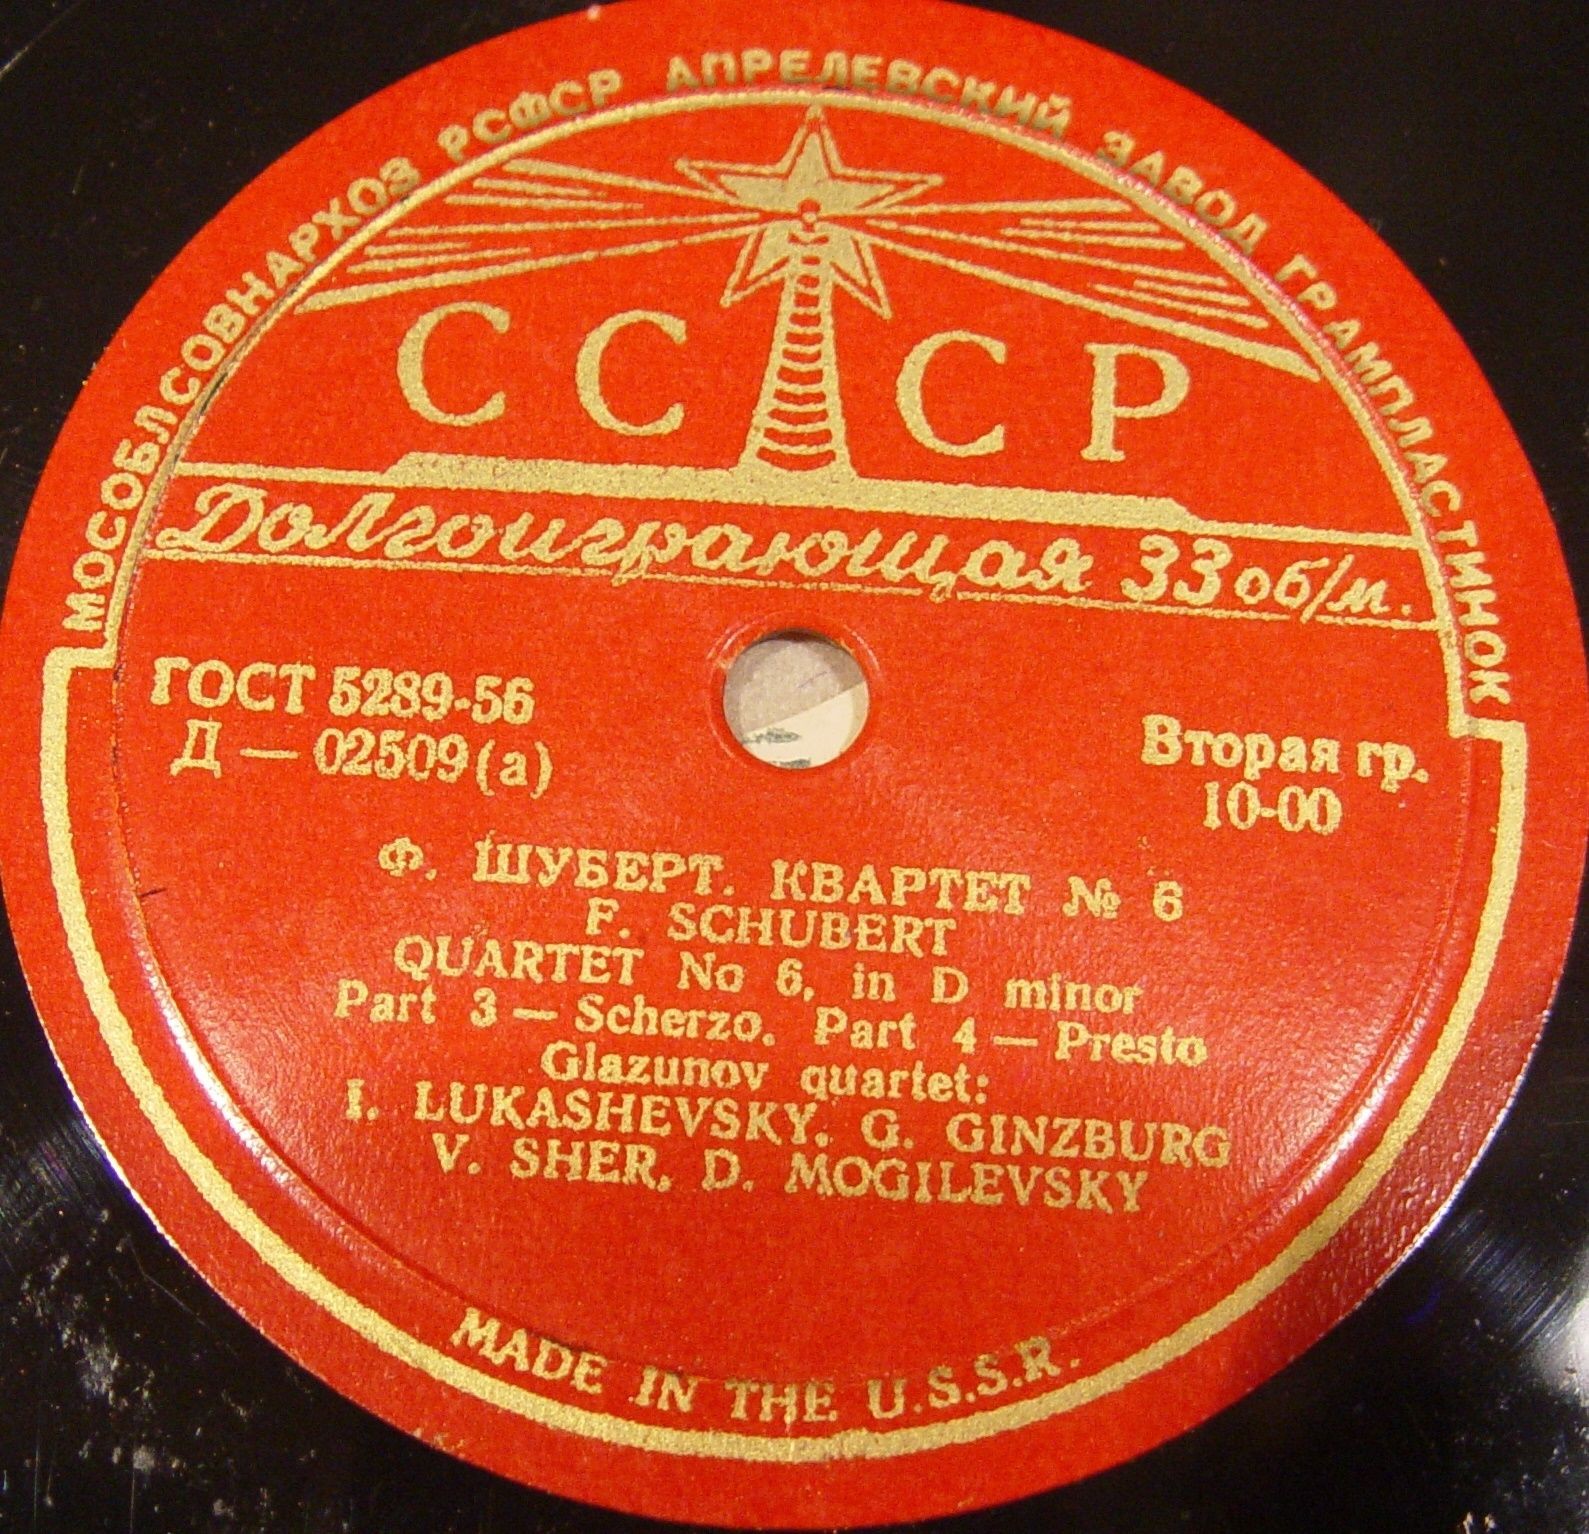 МОСОБЛСОВНАРХОЗ РСФСР АПРЕЛЕВСКИЙ ЗАВОД ГРАМПЛАСТИНОК
СССР
Долгоиграющая 33 об/м.
ГОСТ 5289-56
Д — 02509 (а)
Вторая гр.
10-00
Ф. ШУБЕРТ. КВАРТЕТ № 6
F. SCHUBERT
QUARTET No 6, in D minor
Part 3 — Scherzo. Part 4 — Presto
Glazunov quartet:
I. LUKASHEVSKY, G. GINZBURG
V. SHER, D. MOGILEVSKY
MADE IN THE U.S.S.R.